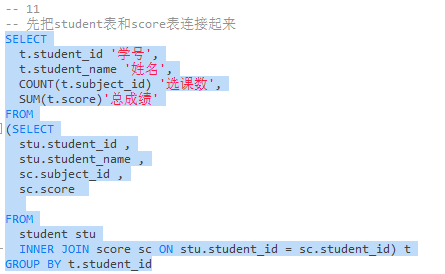 -- 11
-- 先把student表和score表连接起来
SELECT
t.student_id '学号',
t.student_name '姓名',
COUNT(t.subject_id) '选课数',
SUM(t.score)'总成绩'
FROM
(SELECT
stu.student_id ,
stu.student_name ,
sc.subject_id ,
sc.score
FROM
student stu
INNER JOIN score sc ON stu.student_id = sc.student_id) t
GROUP BY t.student_id